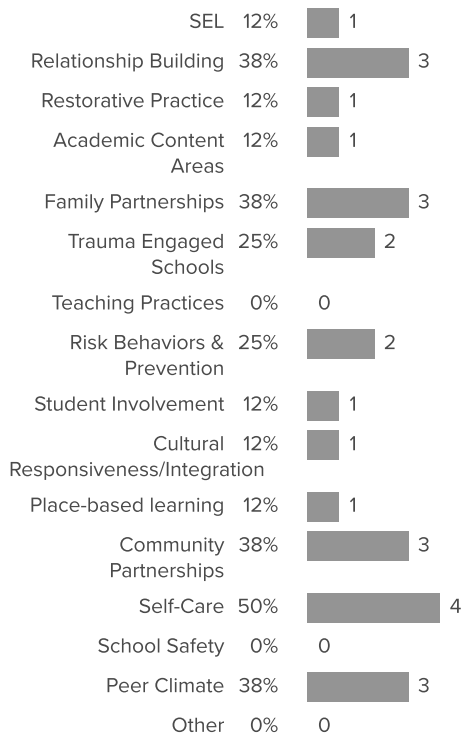 SEL 12% 1
Relationship Building 38% 3
Restorative Practice 12% 1
Academic Content 12% 1
Areas
Family Partnerships 38% 3
Trauma Engaged 25% 2
Schools
Teaching Practices 0% 0
Risk Behaviors & 25% 2
Prevention
Student Involvement 12% 1
Cultural 12% 1
Responsiveness/Integration
Place-based learning 12% 1
Community 38% 3
Partnerships
Self-Care 50% 4
School Safety 0% 0
Peer Climate 38% 3
Other 0% 0